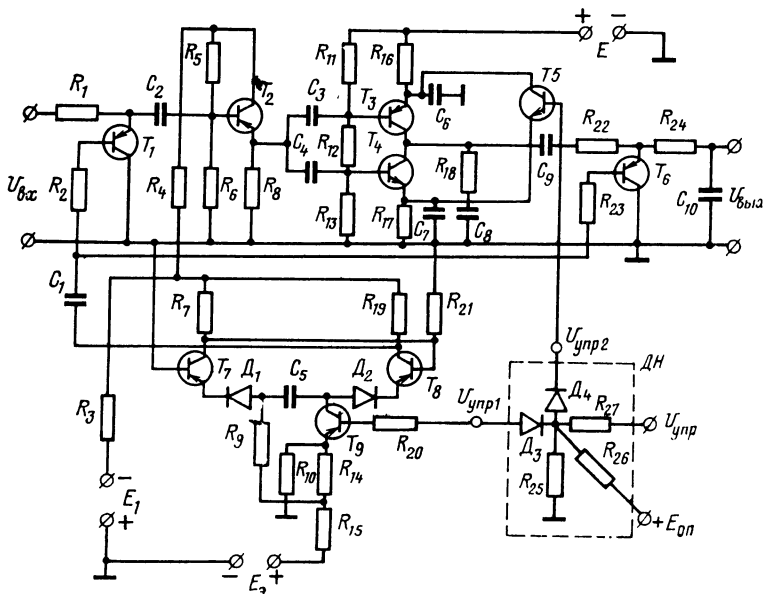 + −
E
R5
R11
R16
T5
R1
C2
T2
C3
T3
C6
T1
C4
R12
T4
R22
R24
Uвх
R2
R4
R6
R8
R18
C9
T6
R13
R17
R23
C10
Uвых
C7
C8
C1
R7
R19
R21
Uупр2
ДН
T7
Д1
C5
Д2
T8
Uупр1
Д4
R27
Uупр
R3
R9
T9
R20
Д3
R26
R10
R14
R25
−
E1
+
R15
+Eоп
− +
Eэ